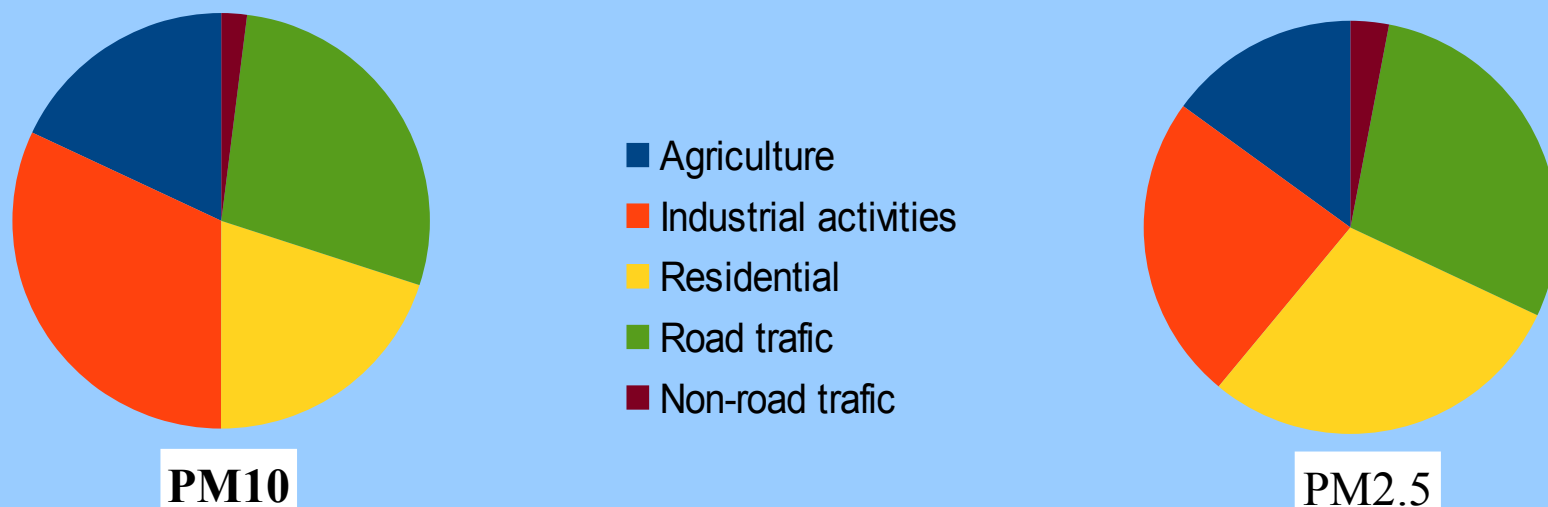 Agriculture
Industrial activities
Residential
Road trafic
Non-road trafic
PM10
PM2.5